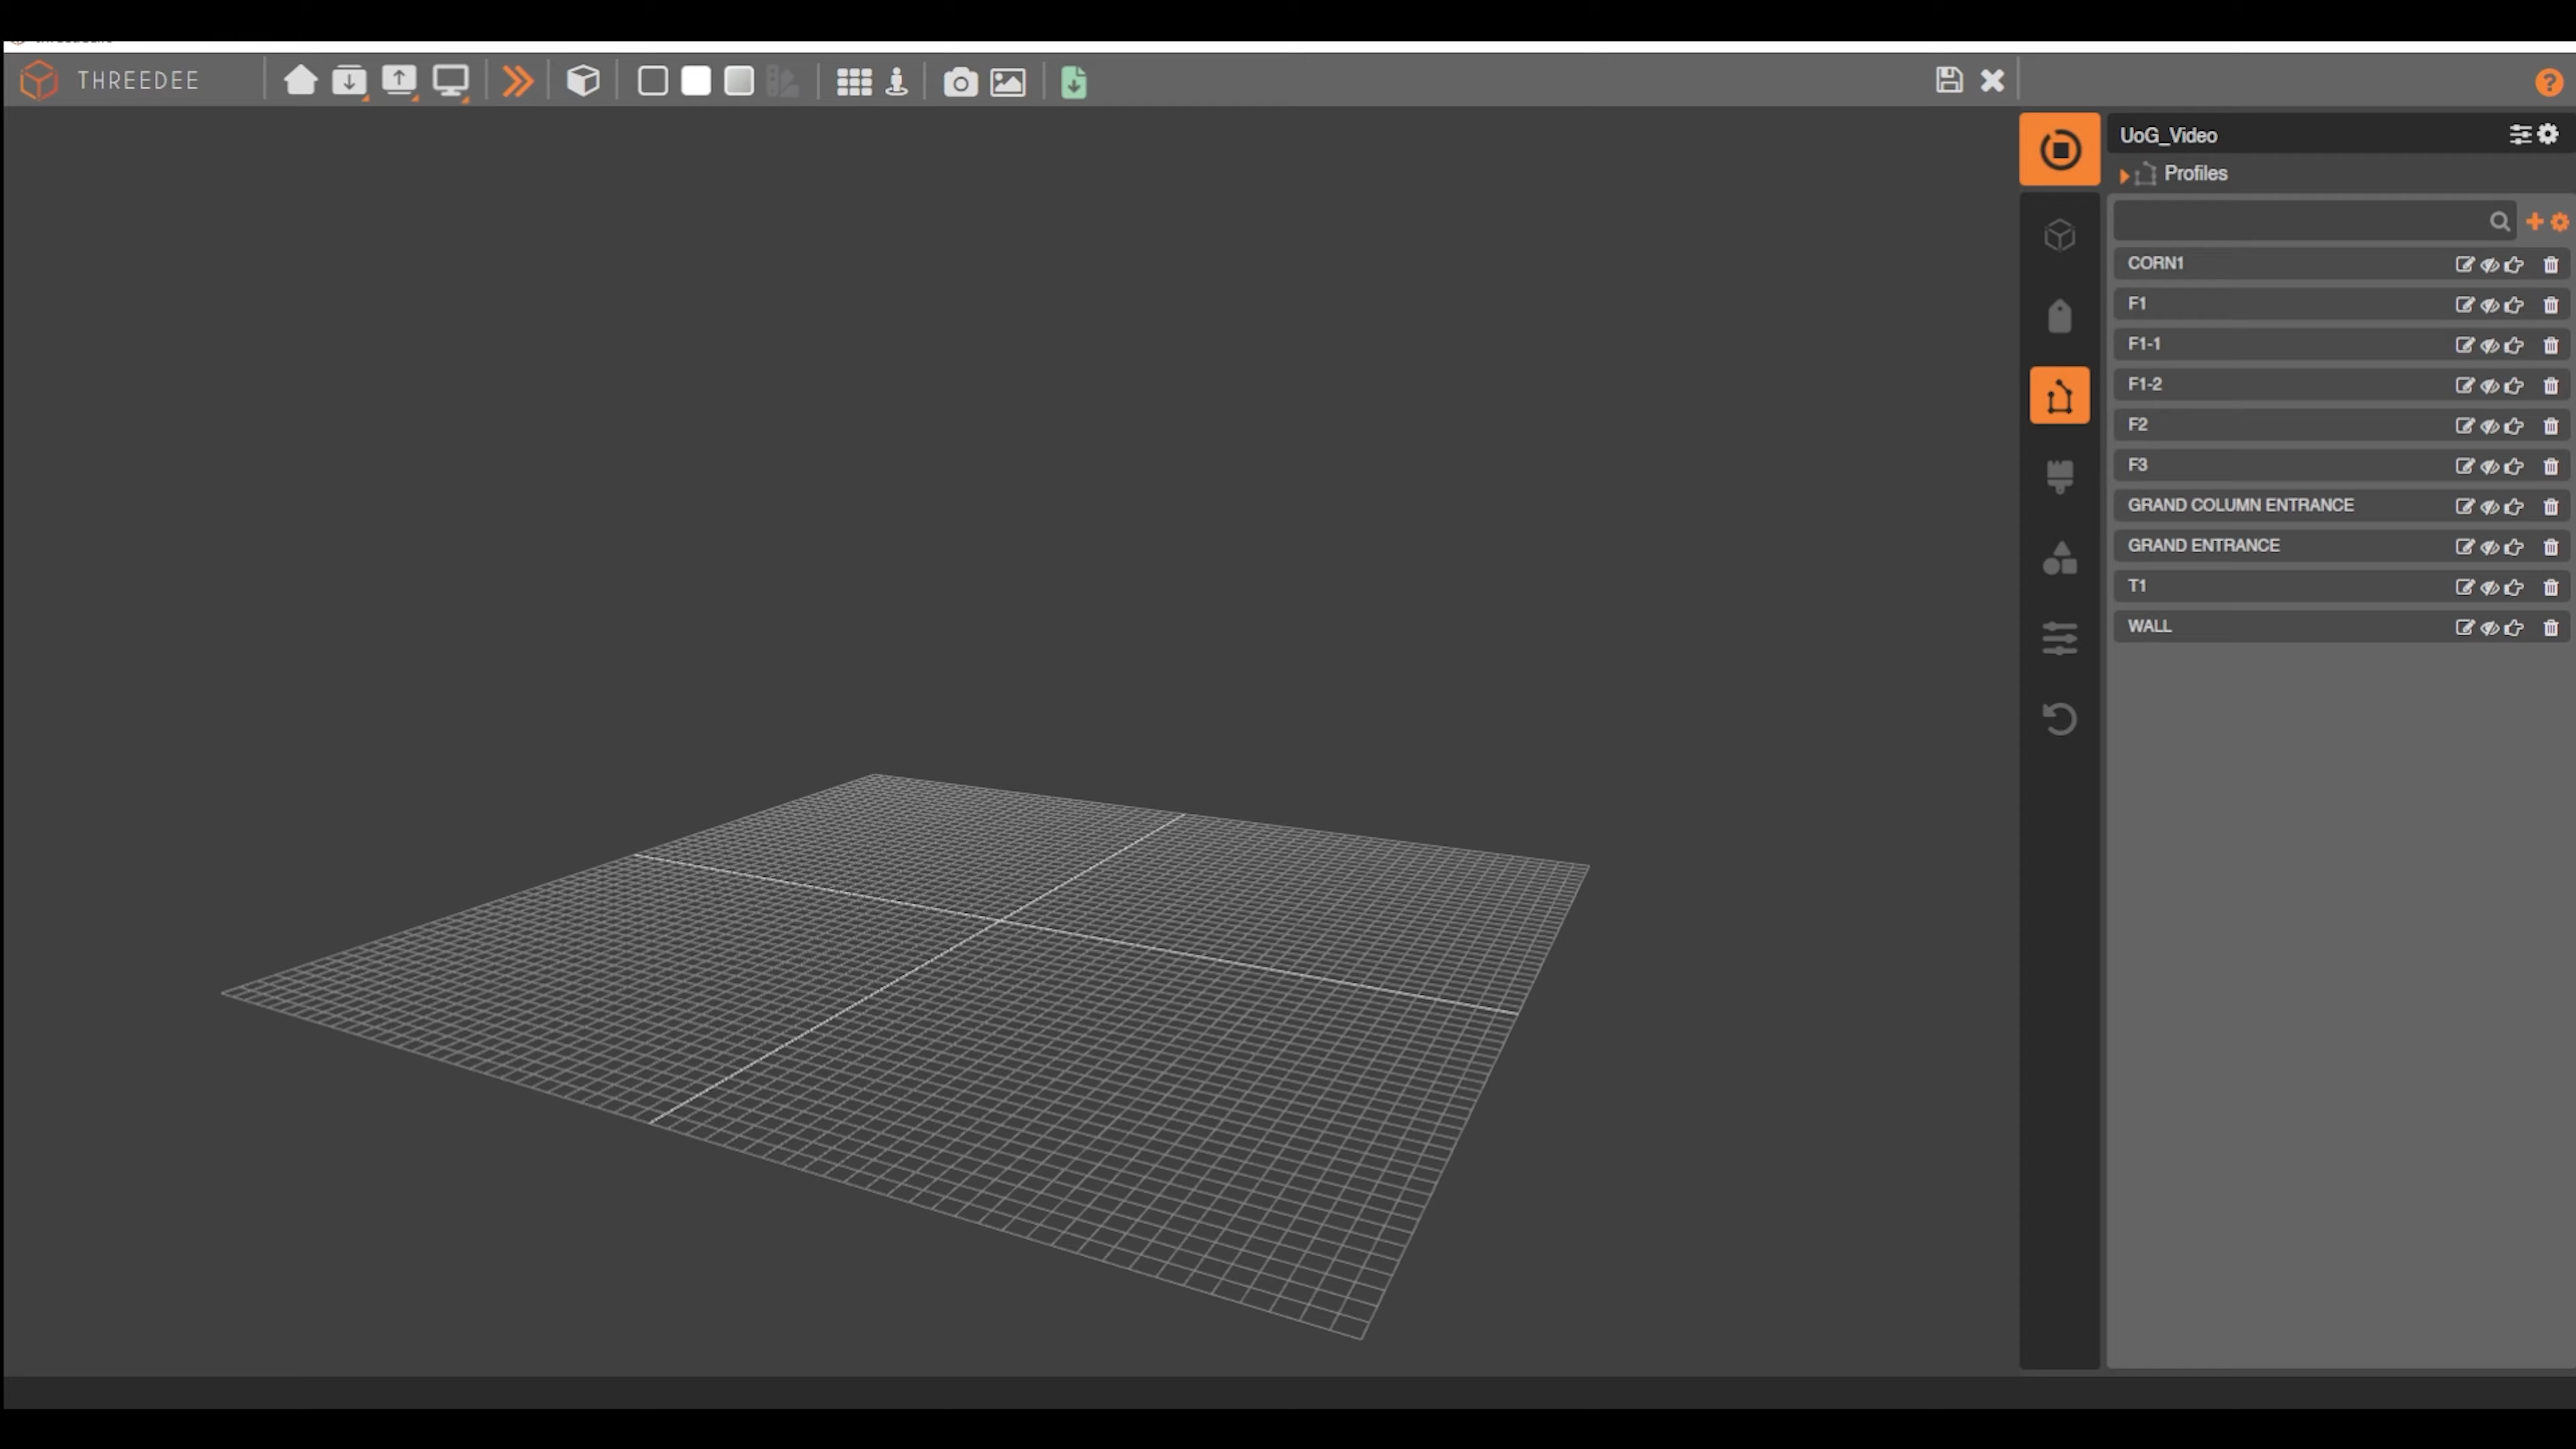 THREEDEE
UoG_Video
Profiles
CORN1
F1
F1-1
F1-2
F2
F3
GRAND COLUMN ENTRANCE
GRAND ENTRANCE
T1
WALL